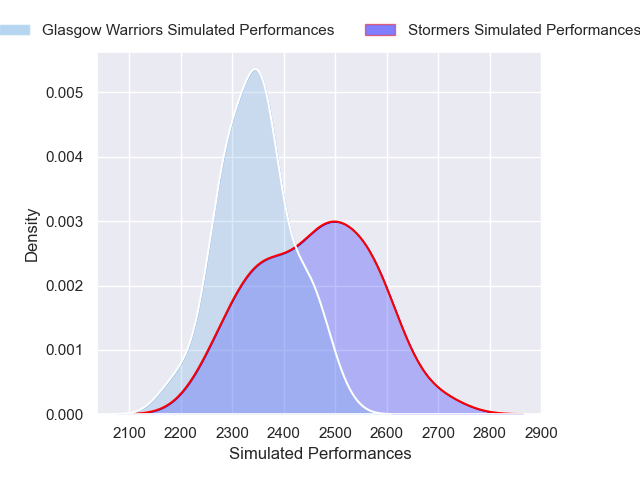 Glasgow Warriors Simulated Performances Stormers Simulated Performances
0.005
0.004
0.003
0.002
0.001
0.000
Density
2100 2200 2300 2400 2500 2600 2700 2800 2900
Simulated Performances